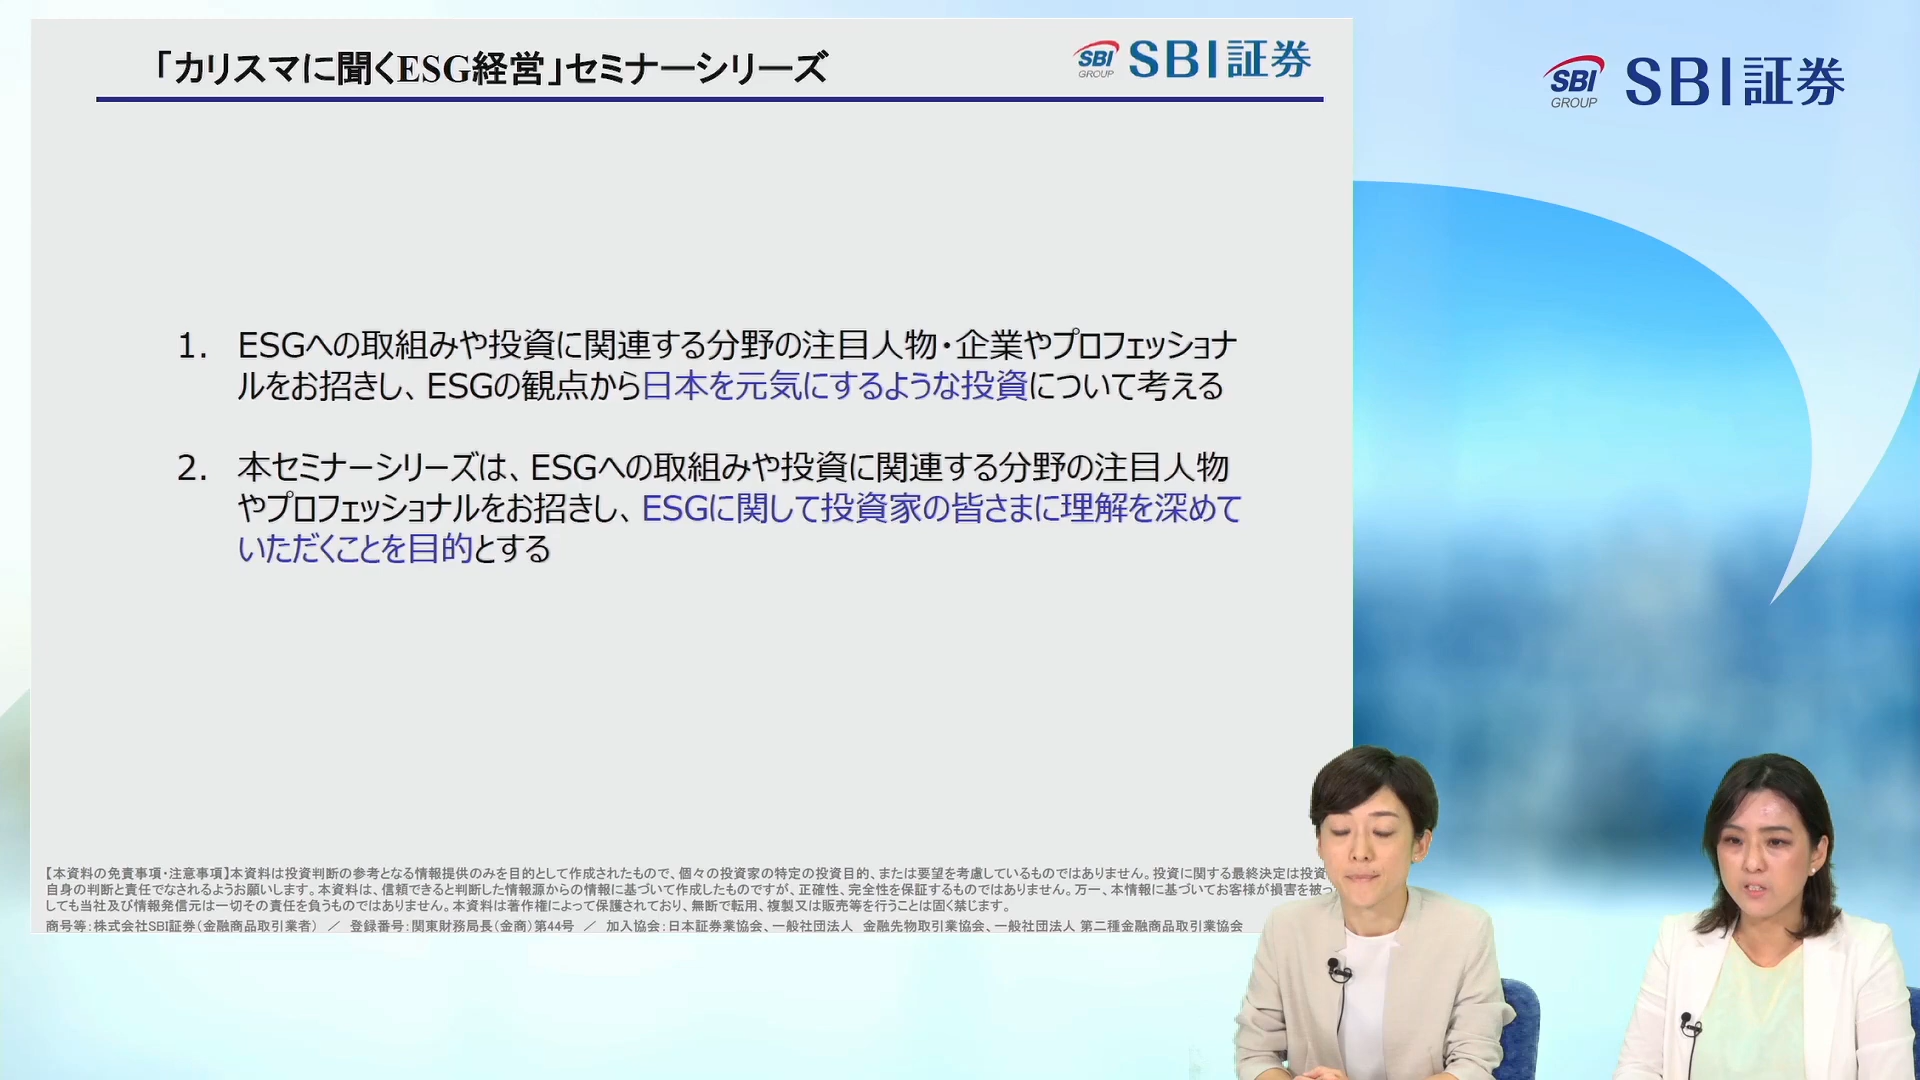 「カリスマに聞くESG経営」セミナーシリーズ
SBI GROUP SBI証券
SBI GROUP SBI証券
1. ESGへの取組みや投資に関連する分野の注目人物・企業やプロフェッショナ
ルをお招きし、ESGの観点から日本を元気にするような投資について考える
2. 本セミナーシリーズは、ESGへの取組みや投資に関連する分野の注目人物
やプロフェッショナルをお招きし、ESGに関して投資家の皆さまに理解を深めて
いただくことを目的とする
【本資料の免責事項・注意事項】本資料は投資判断の参考となる情報提供のみを目的として作成されたもので、個々の投資家の特定の投資目的、または要望を考慮しているものではありません。投資に関する最終決定は投資
自身の判断と責任でなされるようお願いします。本資料は、信頼できると判断した情報源からの情報に基づいて作成したものですが、正確性、完全性を保証するものではありません。万一、本情報に基づいてお客様が損害を被っ
しても当社及び情報発信元は一切その責任を負うものではありません。本資料は著作権によって保護されており、無断で転用、複製又は販売等を行うことは固く禁じます。
商号等：株式会社SBI証券（金融商品取引業者） ／ 登録番号：関東財務局長（金商）第44号 ／ 加入協会：日本証券業協会、一般社団法人 金融先物取引業協会、一般社団法人 第二種金融商品取引業協会